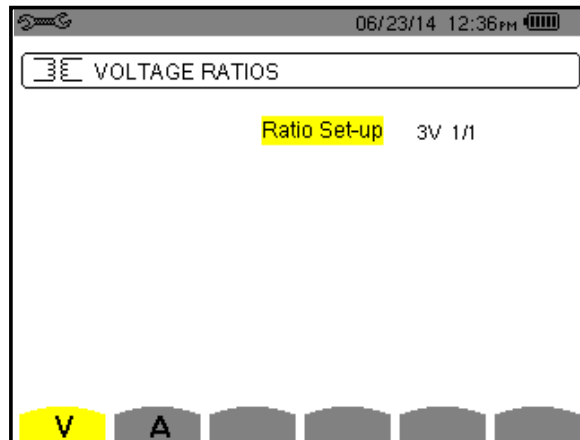 06/23/14 12:36PM
VOLTAGE RATIOS
Ratio Set-up 3V 1/1
V A